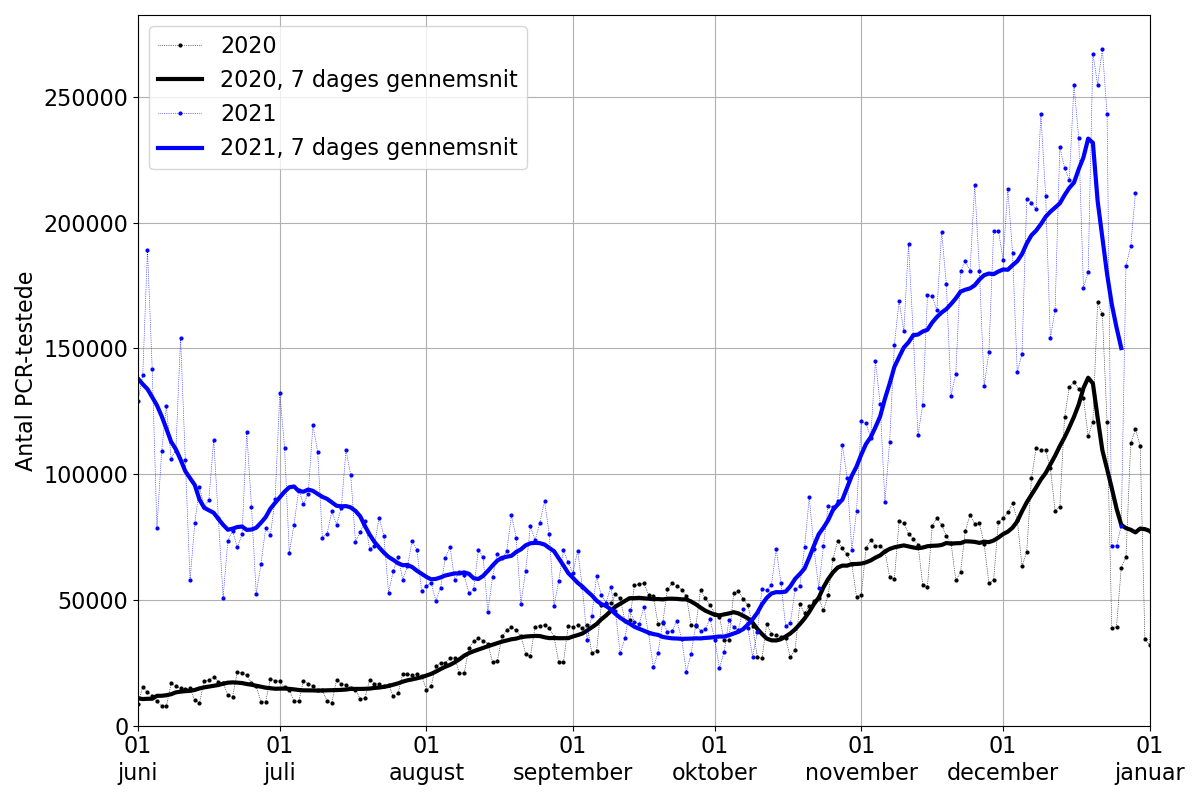 2020
2020, 7 dages gennemsnit
2021
2021, 7 dages gennemsnit
Antal PCR-testede
250000
200000
150000
100000
50000
0
01 01 01 01 01 01 01 01
juni juli august september oktober november december januar